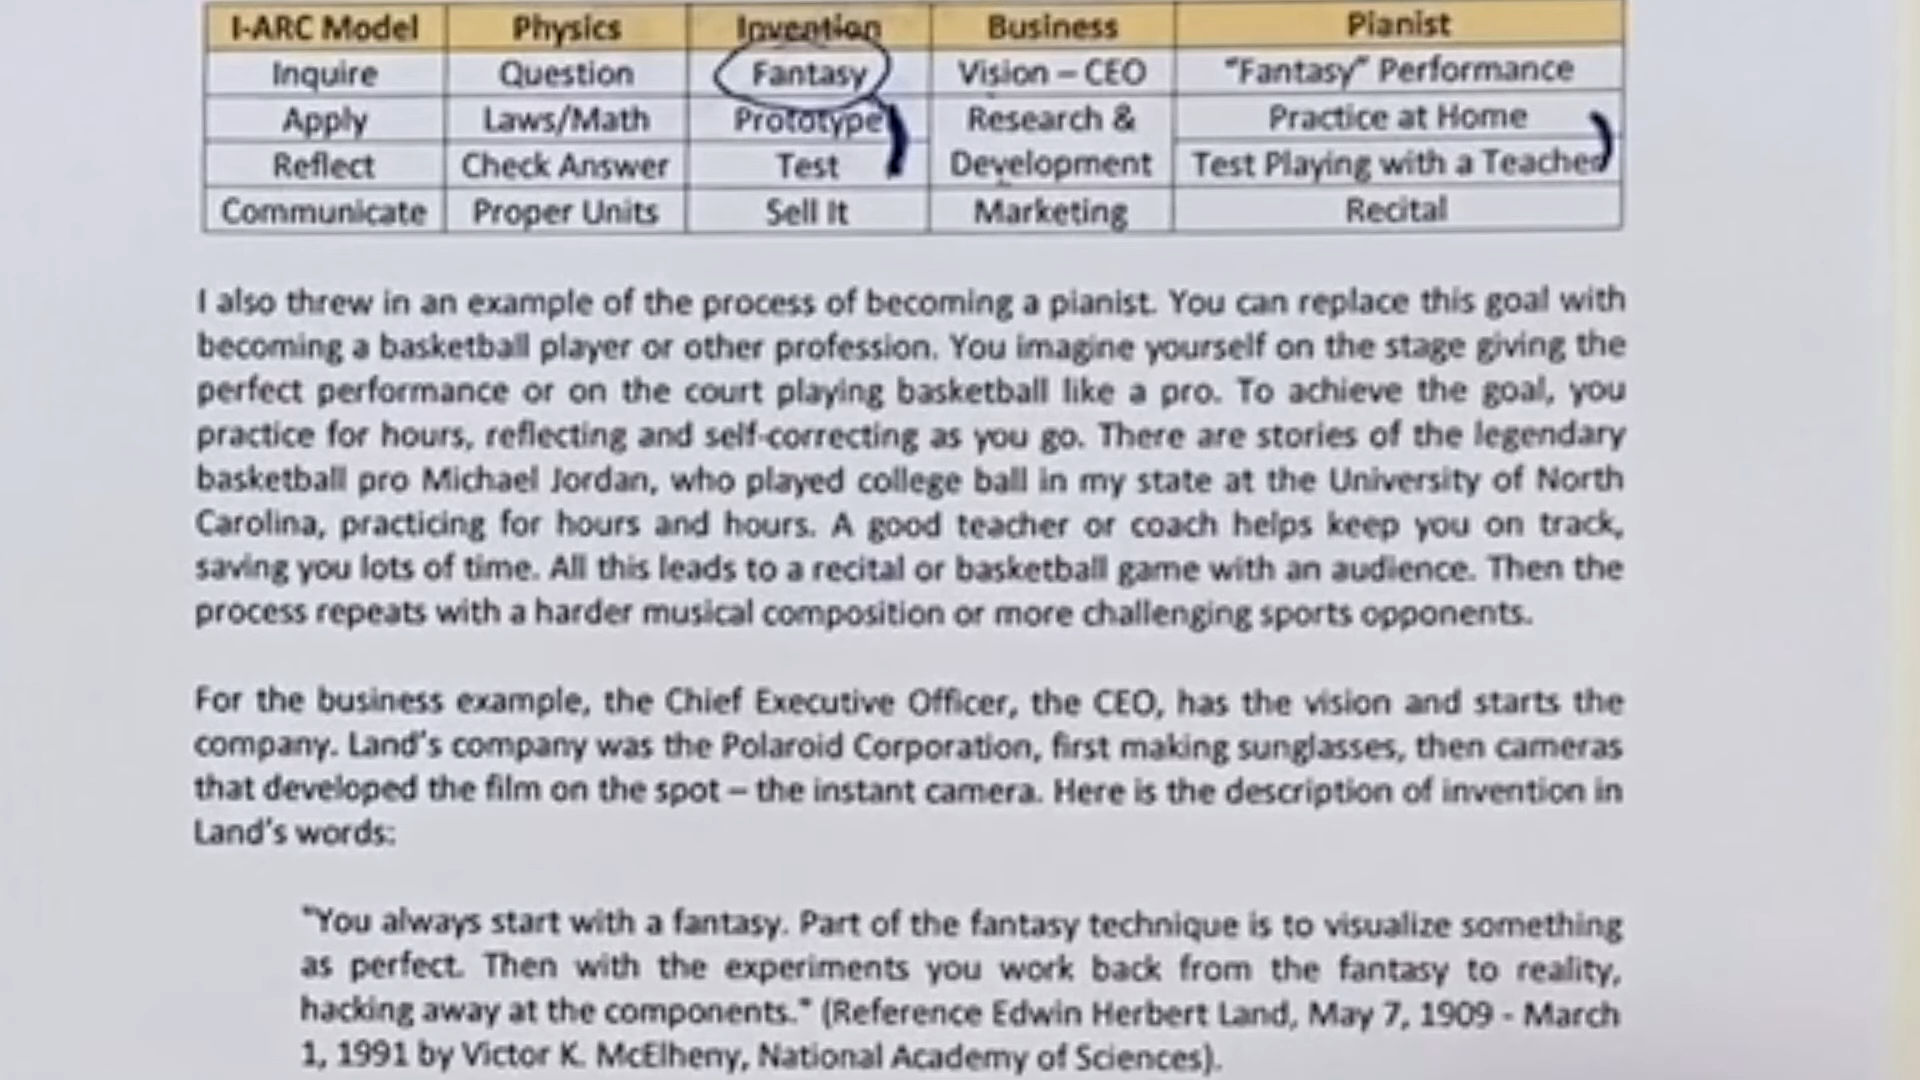 I-ARC Model Physics Invention Business Pianist
Inquire Question Fantasy Vision – CEO "Fantasy" Performance
Apply Laws/Math Prototype Research & Practice at Home
Reflect Check Answer Test Development Test Playing with a Teacher
Communicate Proper Units Sell It Marketing Recital
I also threw in an example of the process of becoming a pianist. You can replace this goal with
becoming a basketball player or other profession. You imagine yourself on the stage giving the
perfect performance or on the court playing basketball like a pro. To achieve the goal, you
practice for hours, reflecting and self-correcting as you go. There are stories of the legendary
basketball pro Michael Jordan, who played college ball in my state at the University of North
Carolina, practicing for hours and hours. A good teacher or coach helps keep you on track,
saving you lots of time. All this leads to a recital or basketball game with an audience. Then the
process repeats with a harder musical composition or more challenging sports opponents.
For the business example, the Chief Executive Officer, the CEO, has the vision and starts the
company. Land's company was the Polaroid Corporation, first making sunglasses, then cameras
that developed the film on the spot – the instant camera. Here is the description of invention in
Land's words:
"You always start with a fantasy. Part of the fantasy technique is to visualize something
as perfect. Then with the experiments you work back from the fantasy to reality,
hacking away at the components." (Reference Edwin Herbert Land, May 7, 1909 - March
1, 1991 by Victor K. McElheny, National Academy of Sciences).